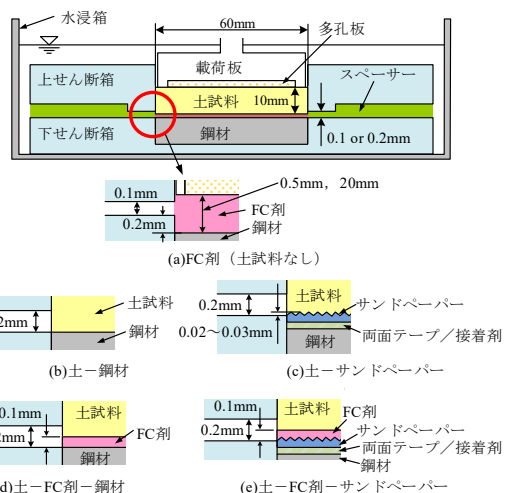 水浸箱
60mm
多孔板
載荷板
上せん断箱
スペーサー
土試料
10mm
下せん断箱
鋼材
0.1 or 0.2mm
0.1mm
0.5mm，20mm
FC剤
0.2mm
鋼材
(a)FC剤（土試料なし）
土試料
2mm
鋼材
(b)土－鋼材
土試料
サンドペーパー
0.2mm
0.02～0.03mm
両面テープ／接着剤
鋼材
(c)土－サンドペーパー
0.1mm
土試料
2mm
FC剤
鋼材
d)土－FC剤－鋼材
0.1mm
土試料
FC剤
0.2mm
サンドペーパー
両面テープ／接着剤
鋼材
(e)土－FC剤－サンドペーパー